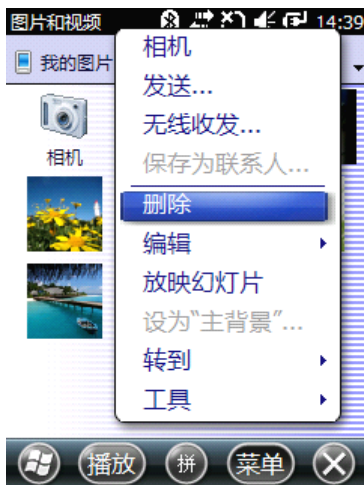 图片和视频 14:39
我的图片
相机
发送...
无线收发...
保存为联系人...
删除
编辑
放映幻灯片
设为“主背景”...
转到
工具
相机
播放 拼 菜单